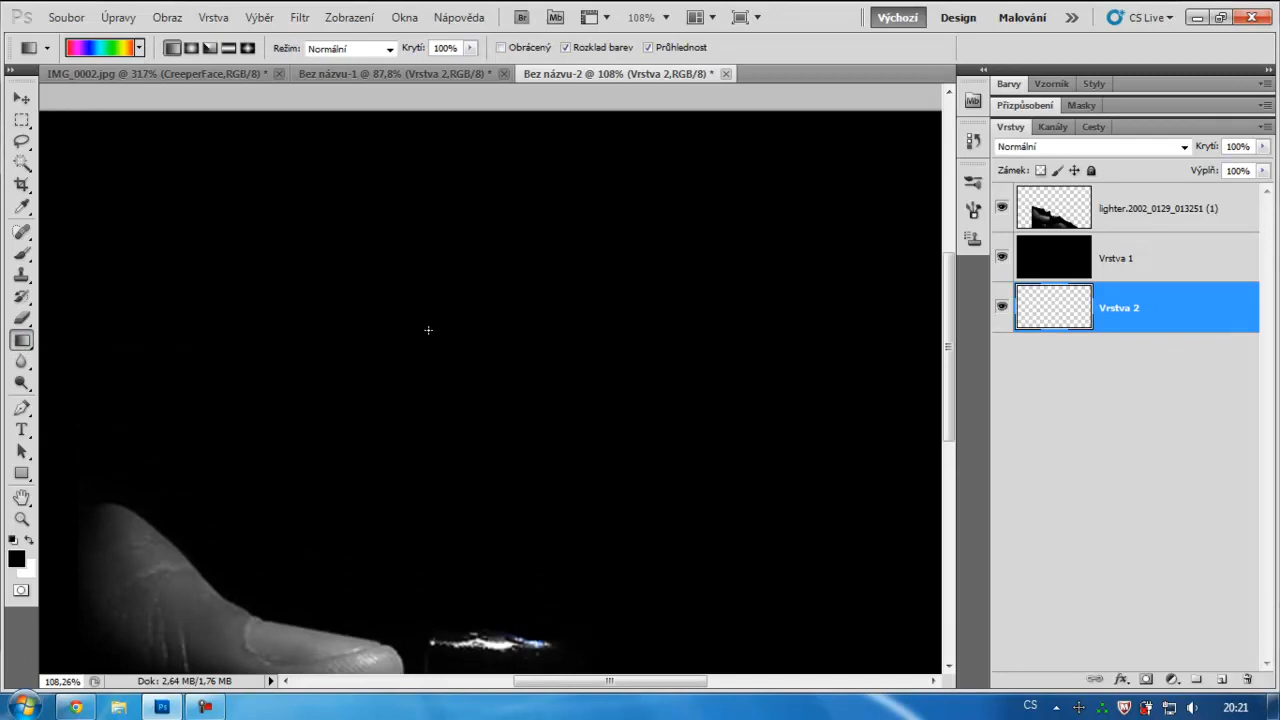 Ps Soubor Úpravy Obraz Vrstva Výběr Filtr Zobrazení Okna Nápověda Br Mb 108% Výchozí Design Malování CS Live
Režim: Normální Krytí: 100% Obrácený Rozklad barev Průhlednost
IMG_0002.jpg @ 317% (CreeperFace,RGB/8) * Bez názvu-1 @ 87,8% (Vrstva 2,RGB/8) * Bez názvu-2 @ 108% (Vrstva 2,RGB/8) *
Barvy Vzorník Styly
Mb
Přizpůsobení Masky
Vrstvy Kanály Cesty
Normální Krytí: 100%
Zámek: Výplň: 100%
lighter.2002_0129_013251 (1)
Vrstva 1
Vrstva 2
T
108,26% Dok: 2,64 MB/1,76 MB fx
Ps CS 20:21